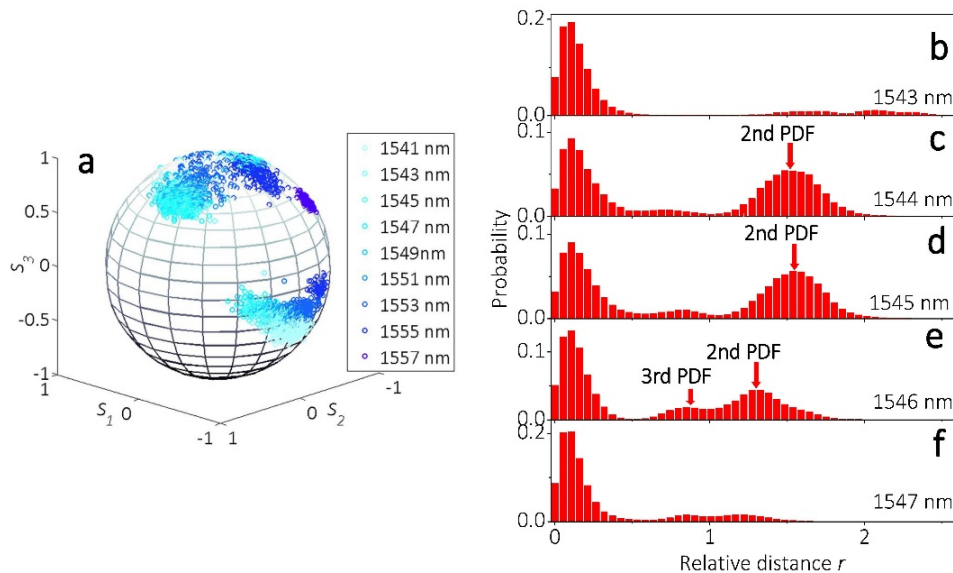 a
1
0.5
0
-0.5
-1
S3
1
0
-1
S1
1
0
-1
S2
1541 nm
1543 nm
1545 nm
1547 nm
1549nm
1551 nm
1553 nm
1555 nm
1557 nm
Probability
0.2
0.0
b
1543 nm
0.1
0.0
2nd PDF
c
1544 nm
0.1
0.0
2nd PDF
d
1545 nm
0.1
0.0
3rd PDF
2nd PDF
e
1546 nm
0.2
0.0
f
1547 nm
0
1
2
Relative distance r